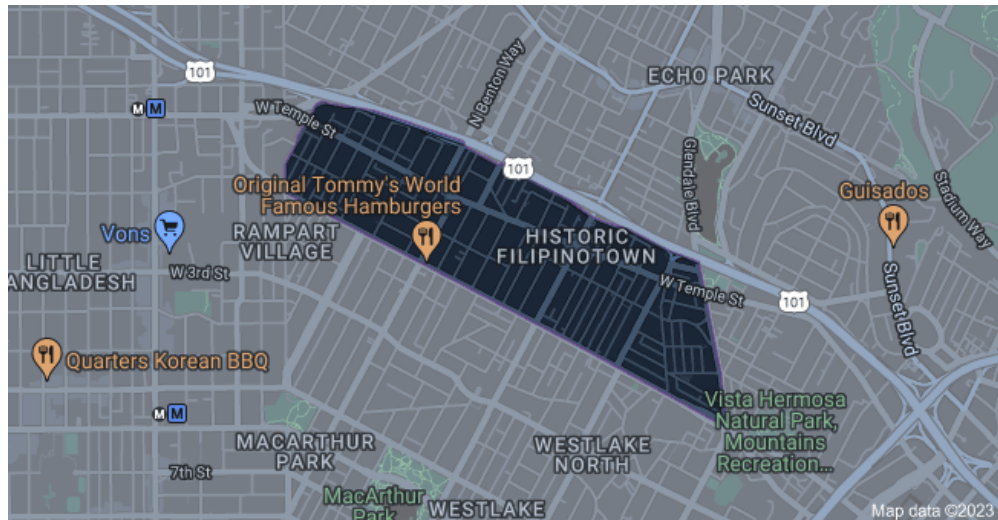 101
ECHO PARK
N Benton Way
Sunset Blvd
M M
W Temple St
Glendale Blvd
101
Stadium Way
Original Tommy's World
Famous Hamburgers
Guisados
Vons
RAMPART
VILLAGE
HISTORIC
FILIPINOTOWN
LITTLE
ANGLADESH
W 3rd St
W Temple St
101
Sunset Blvd
Quarters Korean BBQ
Vista Hermosa
Natural Park,
Mountains
Recreation...
M M
MACARTHUR
PARK
WESTLAKE
NORTH
7th St
MacArthur
Park
WESTLAKE
Map data ©2023